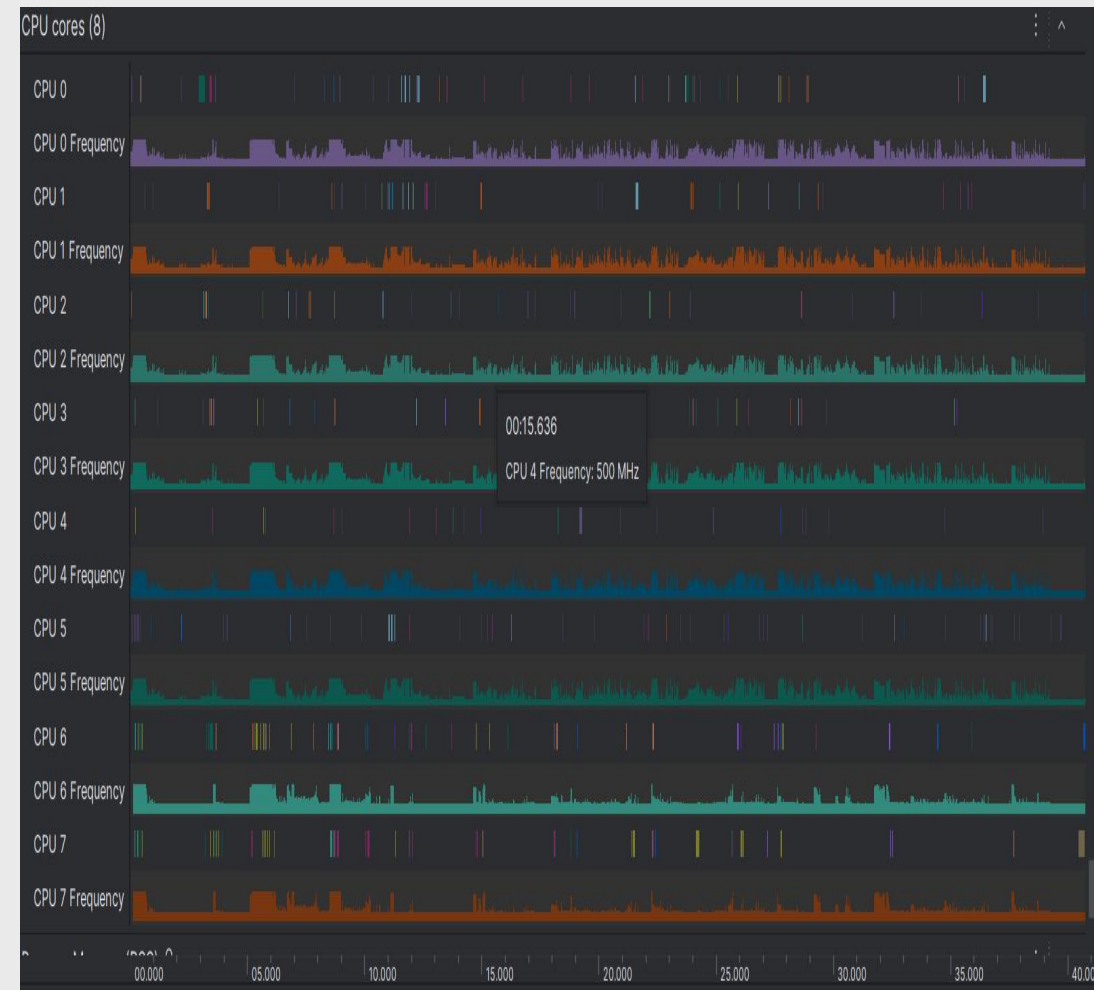 CPU cores (8)
CPU 0
CPU 0 Frequency
CPU 1
CPU 1 Frequency
CPU 2
CPU 2 Frequency
CPU 3
00:15.636
CPU 3 Frequency
CPU 4 Frequency: 500 MHz
CPU 4
CPU 4 Frequency
CPU 5
CPU 5 Frequency
CPU 6
CPU 6 Frequency
CPU 7
CPU 7 Frequency
00.000 05.000 10.000 15.000 20.000 25.000 30.000 35.000